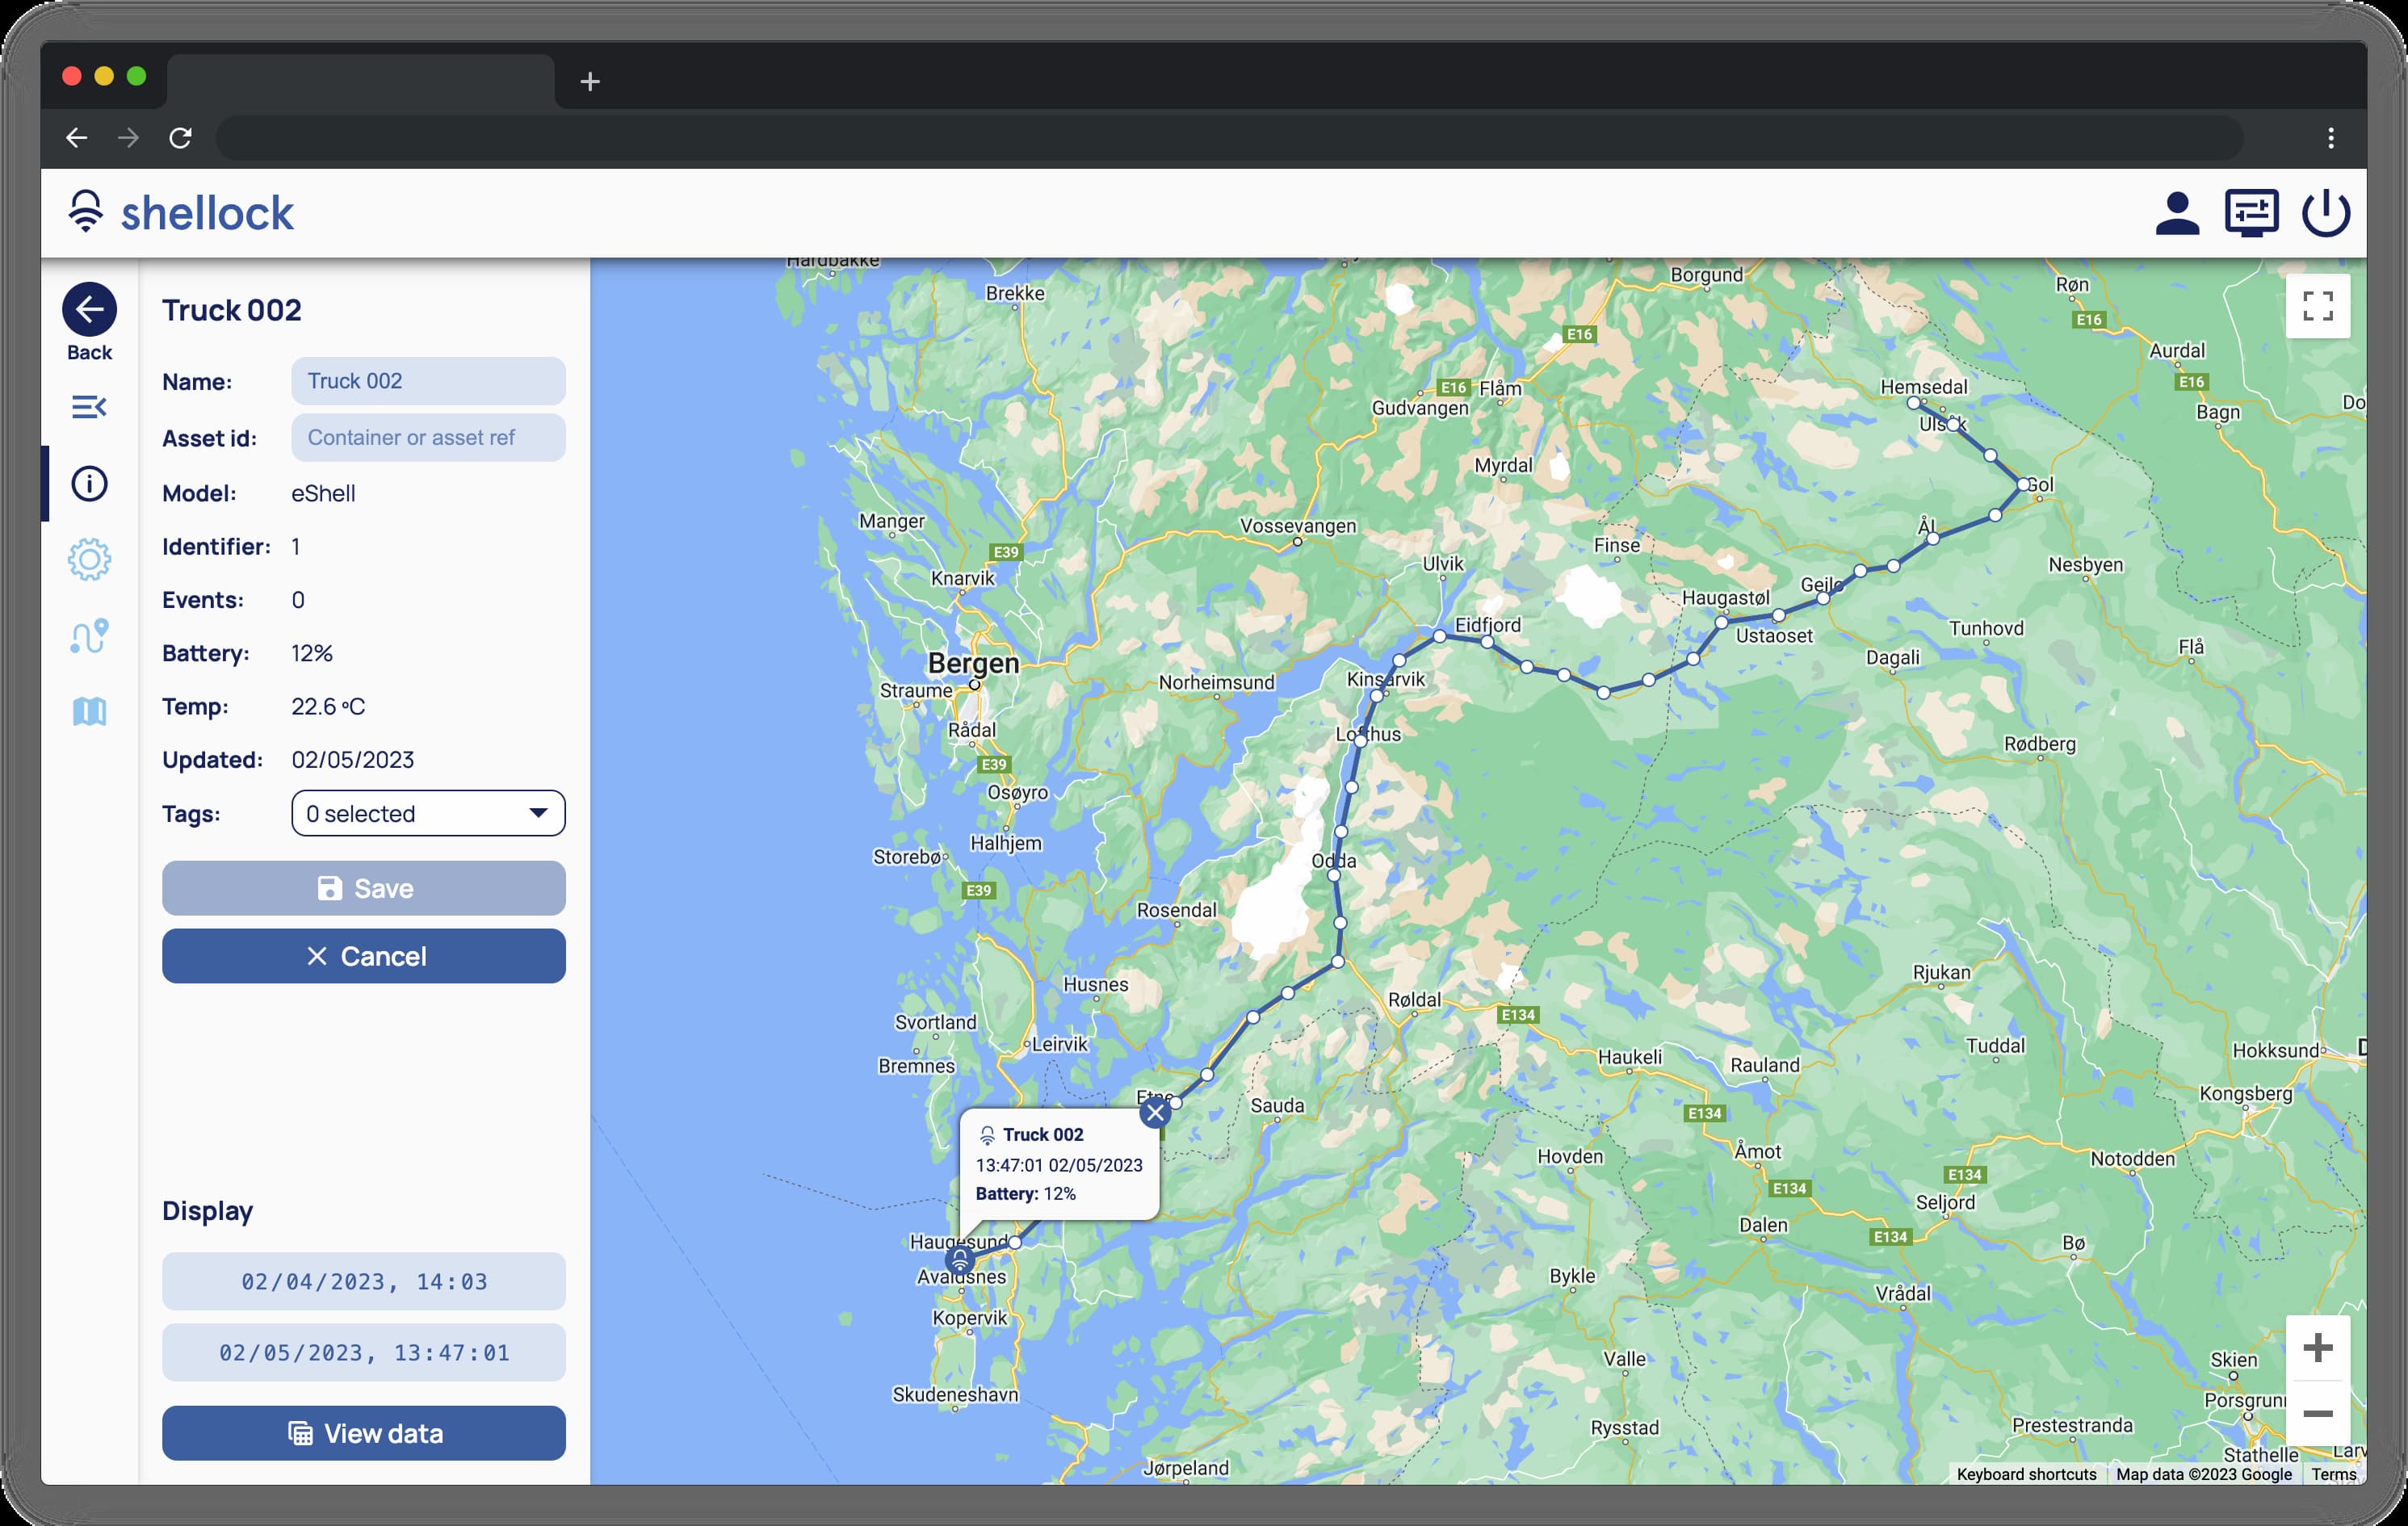 shellock
Back
Truck 002
Name: Truck 002
Asset id: Container or asset ref
Model: eShell
Identifier: 1
Events: 0
Battery: 12%
Temp: 22.6 ºC
Updated: 02/05/2023
Tags: 0 selected
Save
Cancel
Display
02/04/2023, 14:03
02/05/2023, 13:47:01
View data
Hardbakke
Brekke
Borgund
Røn
E16
E16
Aurdal
E16
Flåm
E16
Hemsedal
Gudvangen
Bagn
Ulsåk
Myrdal
Gol
Manger
Vossevangen
Ål
E39
Finse
Ulvik
Nesbyen
Knarvik
Geilo
Haugastøl
Eidfjord
Ustaoset
Tunhovd
Flå
Bergen
Dagali
Straume
Norheimsund
Kinsarvik
Rådal
Lofthus
Rødberg
E39
Osøyro
Halhjem
Storebø
Odda
E39
Rosendal
Rjukan
Husnes
Røldal
E134
Svortland
Leirvik
Tuddal
Hokksund
Bremnes
Haukeli
Rauland
Kongsberg
Etne
Sauda
E134
Truck 002
13:47:01 02/05/2023
Battery: 12%
Hovden
Åmot
Notodden
E134
E134
Seljord
Dalen
E134
Haugesund
Bø
Avaldsnes
Bykle
Vrådal
Kopervik
Valle
Skien
Skudeneshavn
Porsgrunn
Rysstad
Prestestranda
Stathelle
Larv
Jørpeland
Keyboard shortcuts
Map data ©2023 Google
Terms